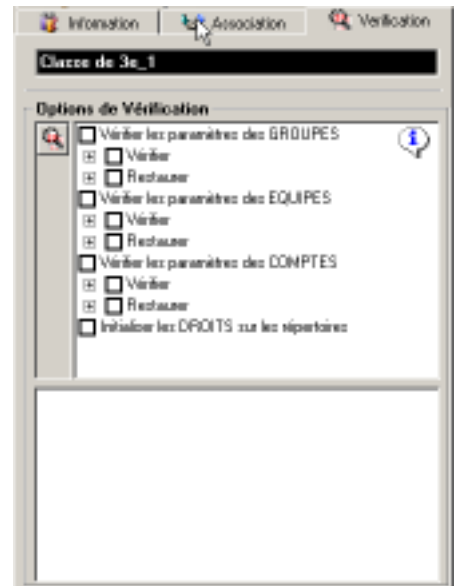 Information Association Verification
Classe de 3e_1
Options de Vérification
Vérifier les paramètres des GROUPES
Vérifier
Restaurer
Vérifier les paramètres des EQUIPES
Vérifier
Restaurer
Vérifier les paramètres des COMPTES
Vérifier
Restaurer
Initialiser les DROITS sur les répertoires